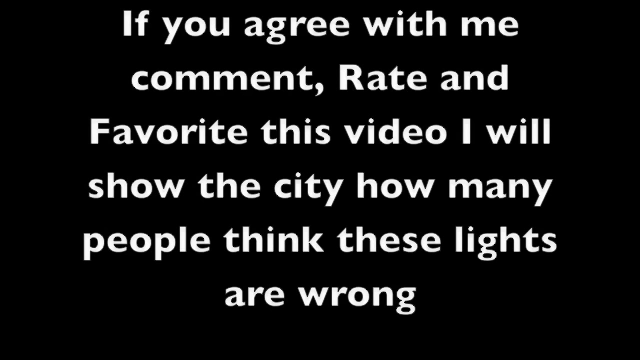 If you agree with me
comment, Rate and
Favorite this video I will
show the city how many
people think these lights
are wrong